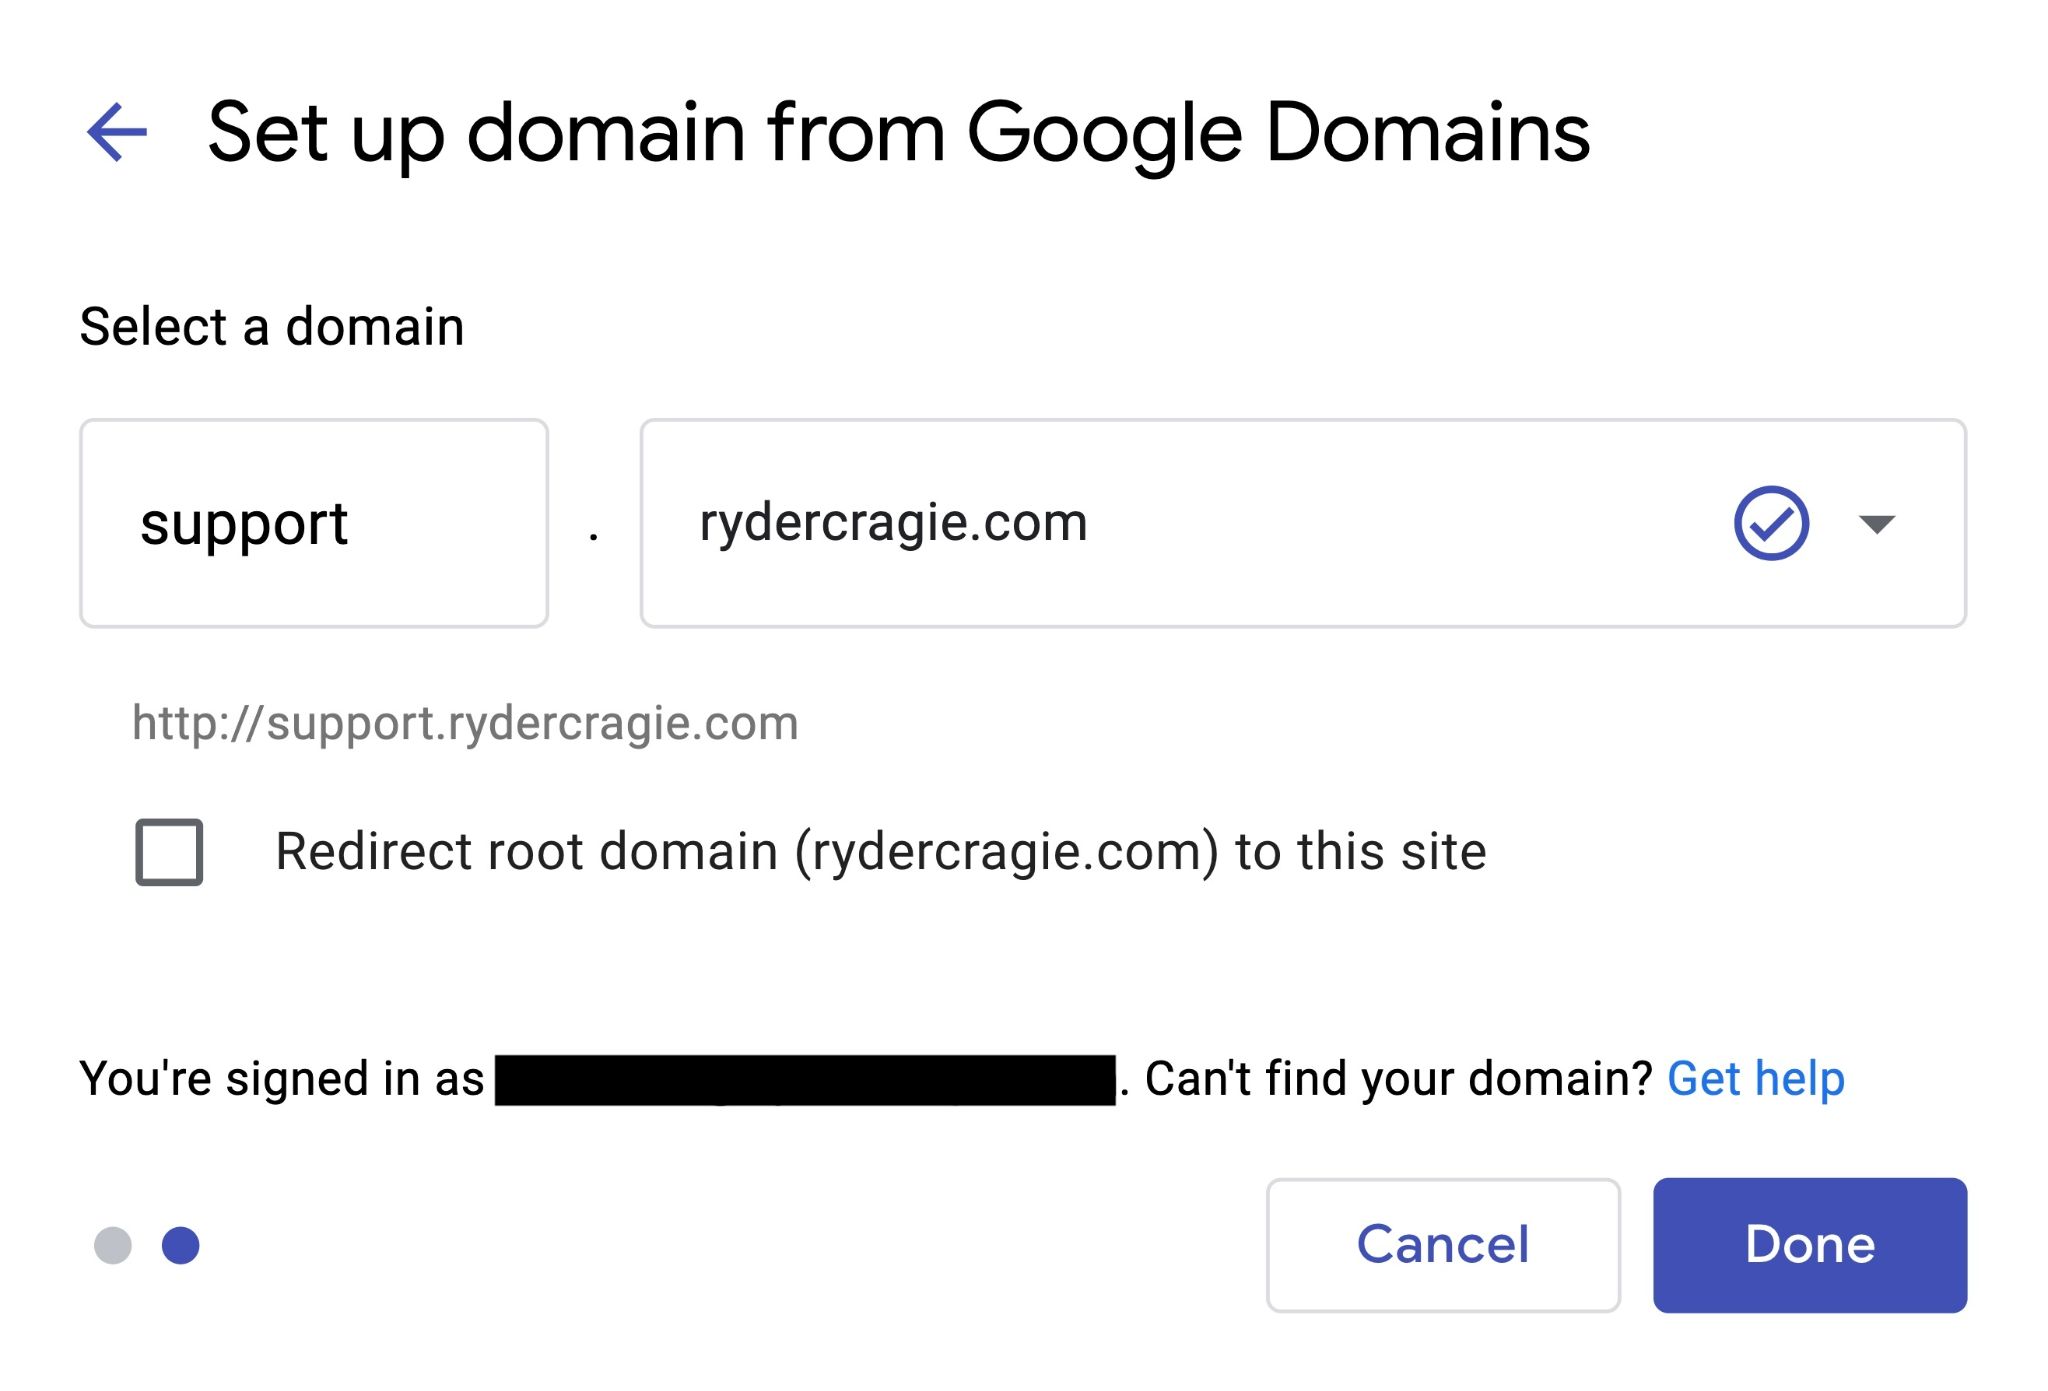 Set up domain from Google Domains
Select a domain
support . rydercragie.com
http://support.rydercragie.com
Redirect root domain (rydercragie.com) to this site
You're signed in as . Can't find your domain? Get help
Cancel Done